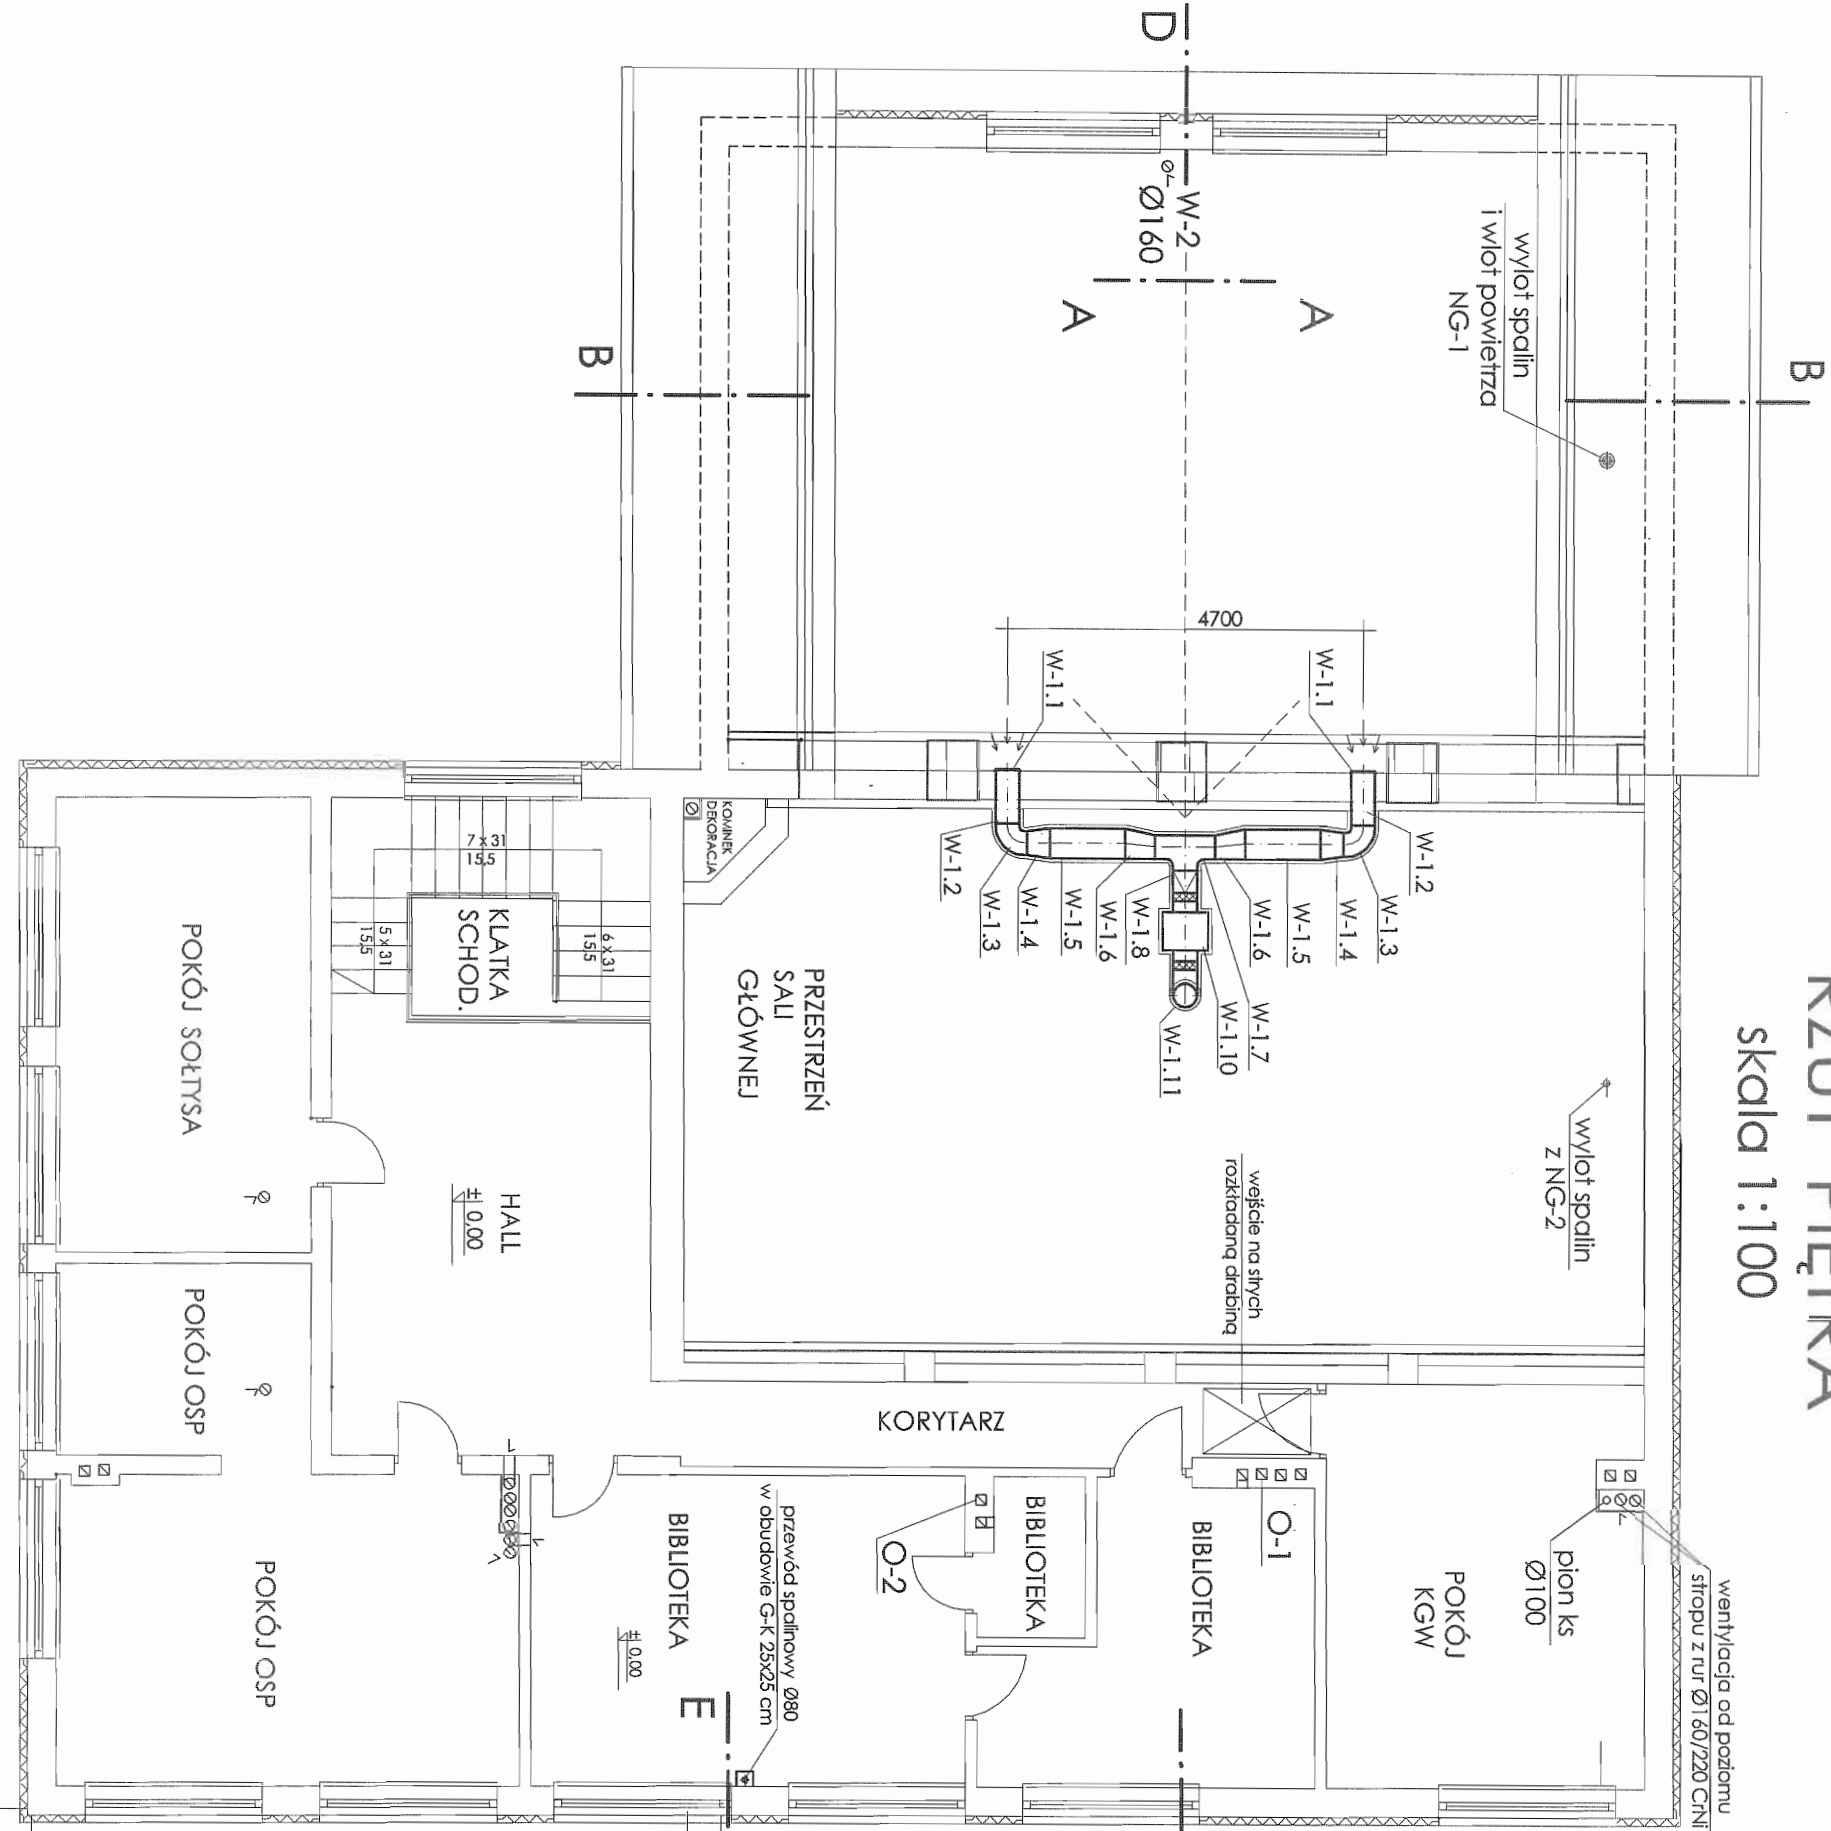 RZUT PIĘTRA
skala 1:100
D
B
B
A
A
W-2
Ø160
wylot spalin
i wlot powietrza
NG-1
4700
W-1.1
W-1.1
W-1.2
W-1.3
W-1.4
W-1.5
W-1.6
W-1.8
W-1.2
W-1.3
W-1.4
W-1.5
W-1.6
W-1.7
W-1.10
W-1.11
KOMINEK
DEKORACJA
PRZESTRZEŃ
SALI
GŁÓWNEJ
wylot spalin
z NG-2
wejście na strych
rozkładaną drabiną
7 x 31
15,5
6 x 31
15,5
5 x 31
15,5
KLATKA
SCHOD.
POKÓJ SOŁTYSA
HALL
± 0,00
POKÓJ OSP
KORYTARZ
POKÓJ OSP
BIBLIOTEKA
± 0,00
przewód spalinowy Ø80
w obudowie G-K 25x25 cm
O-2
BIBLIOTEKA
BIBLIOTEKA
O-1
POKÓJ
KGW
pion ks
Ø100
wentylacja od poziomu
stropu z rur Ø160/220 CrNi
E